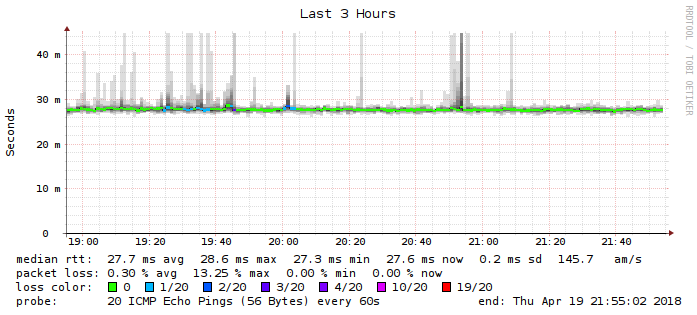 Last 3 Hours
RRDTOOL / TOBI OETIKER
Seconds
40 m
30 m
20 m
10 m
0
19:00 19:20 19:40 20:00 20:20 20:40 21:00 21:20 21:40
median rtt: 27.7 ms avg 28.6 ms max 27.3 ms min 27.6 ms now 0.2 ms sd 145.7 am/s
packet loss: 0.30 % avg 13.25 % max 0.00 % min 0.00 % now
loss color: 0 1/20 2/20 3/20 4/20 10/20 19/20
probe: 20 ICMP Echo Pings (56 Bytes) every 60s end: Thu Apr 19 21:55:02 2018